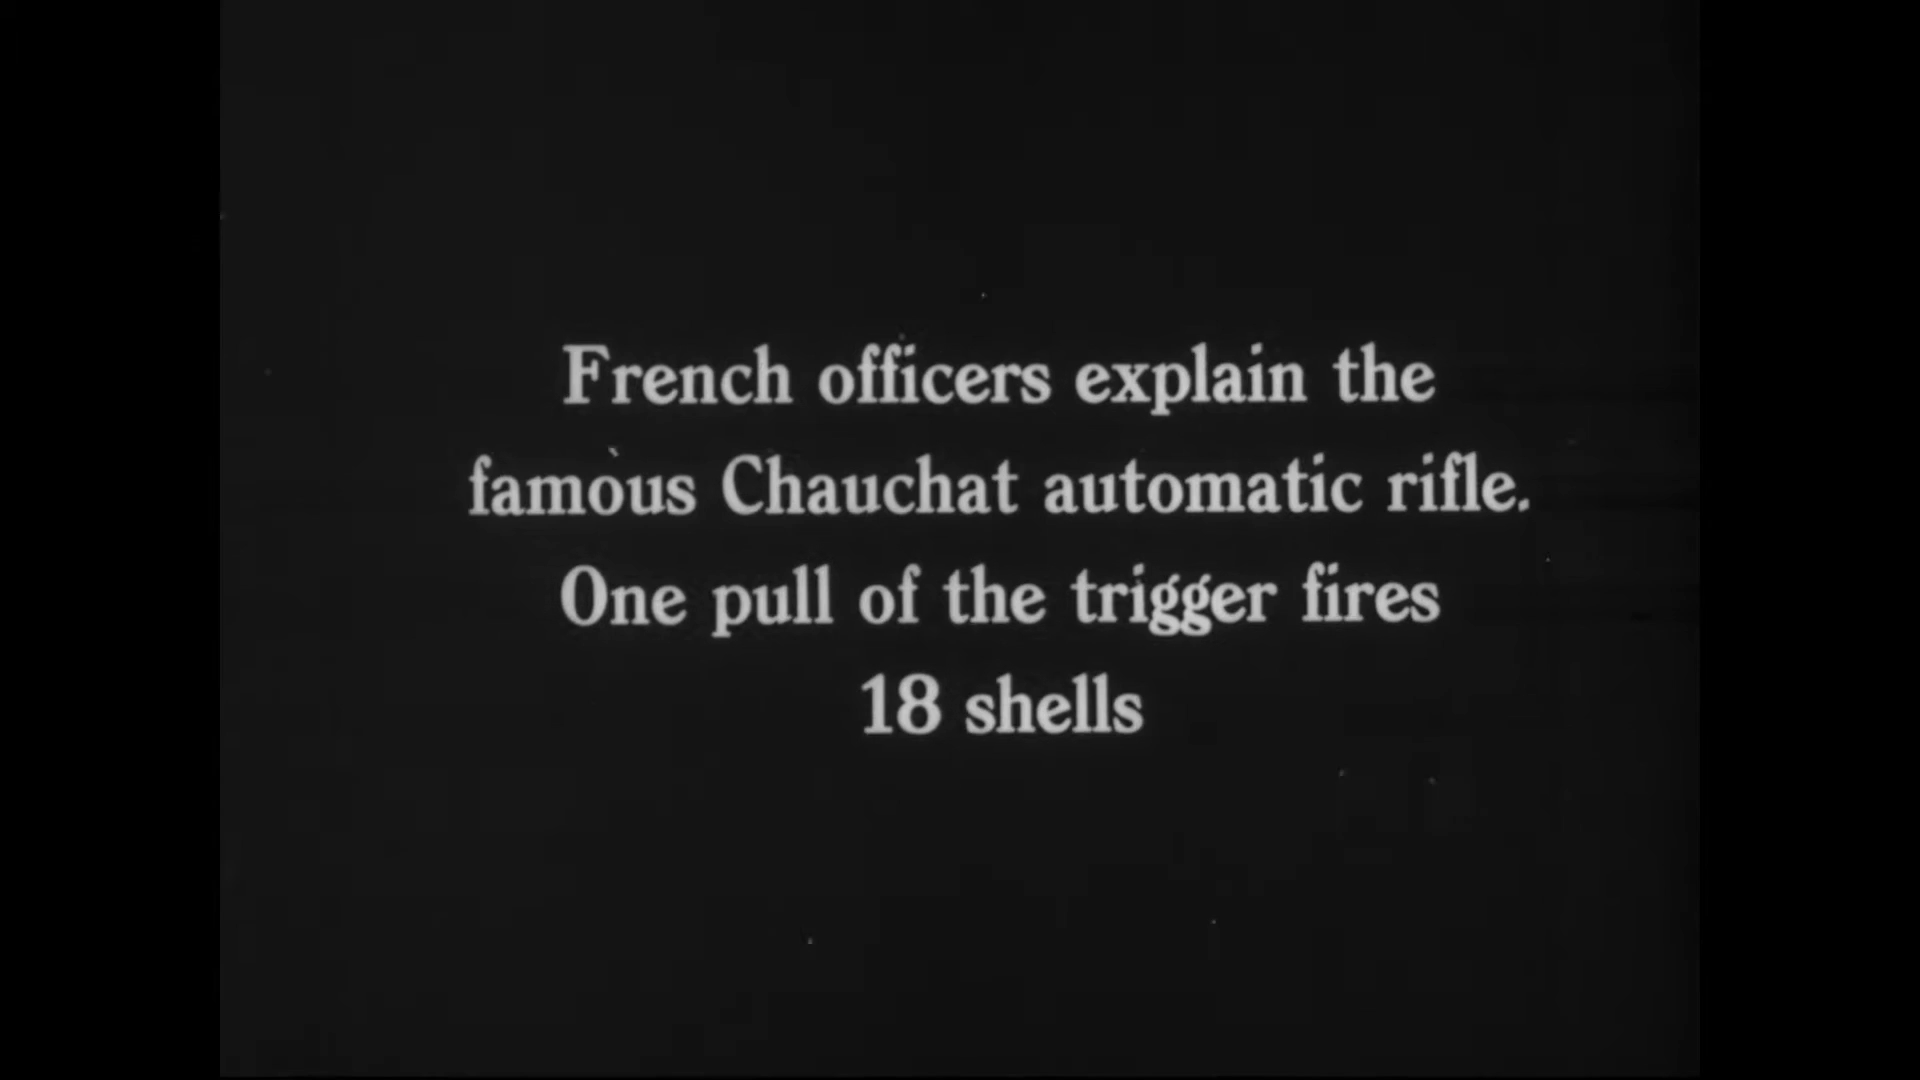 French officers explain the
famous Chauchat automatic rifle.
One pull of the trigger fires
18 shells